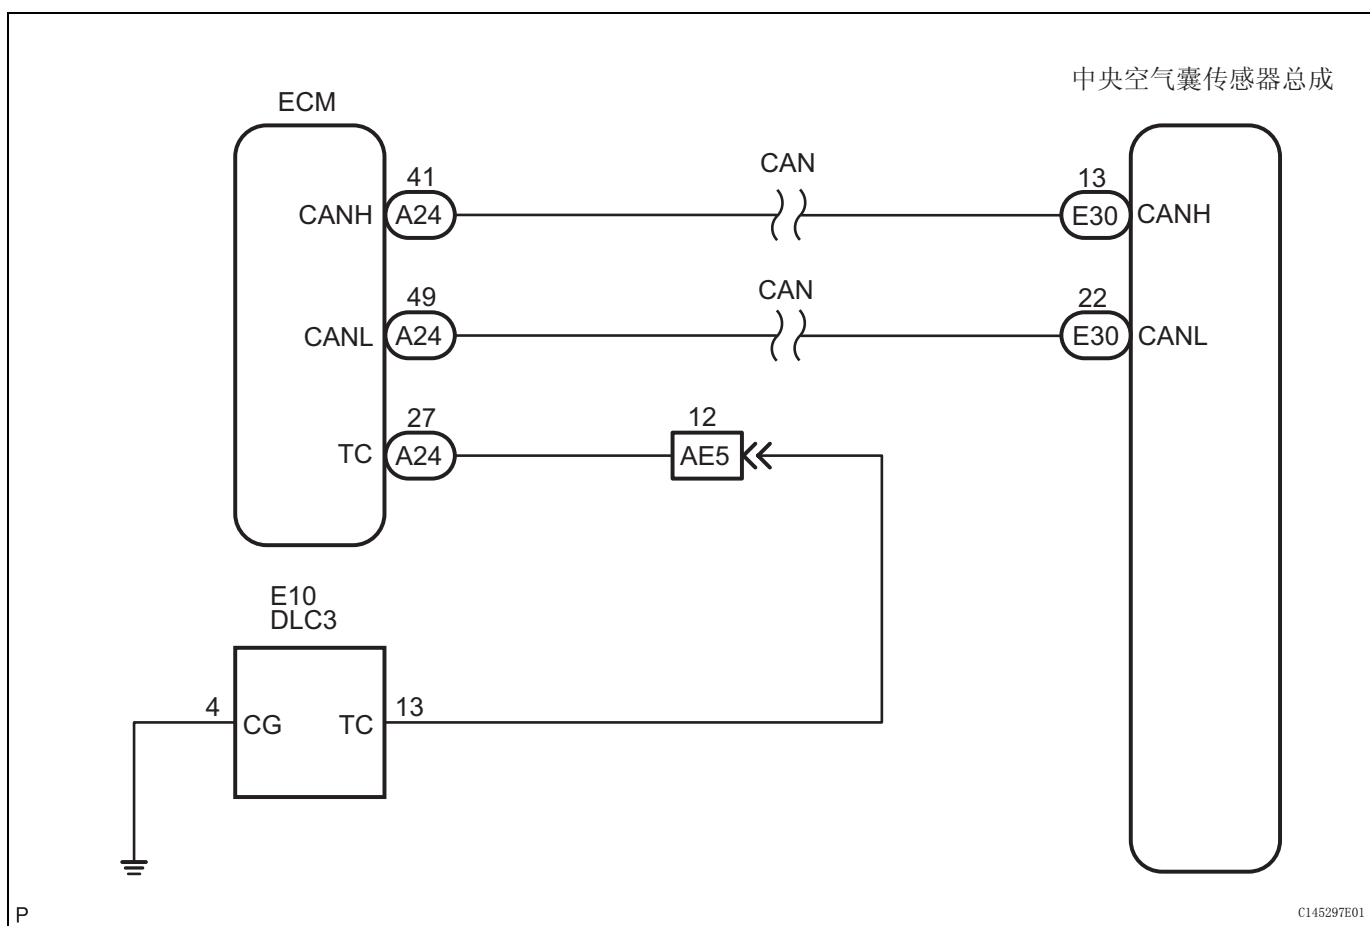 中央空气囊传感器总成
ECM
CAN
41
13
CANH
A24
E30
CANH
CAN
49
22
CANL
A24
E30
CANL
27
12
TC
A24
AE5
E10
DLC3
4
13
CG
TC
P
C145297E01